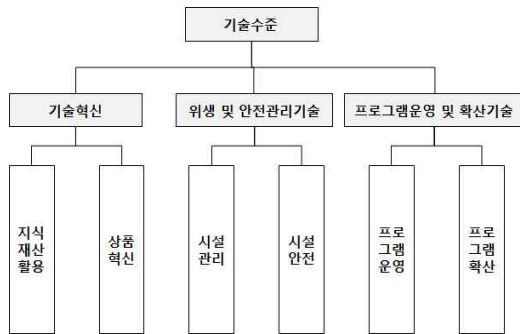 기술수준
기술혁신
위생 및 안전관리기술
프로그램운영 및 확산기술
지식
재산
활용
상품
혁신
시설
관리
시설
안전
프로
그램
운영
프로
그램
확산